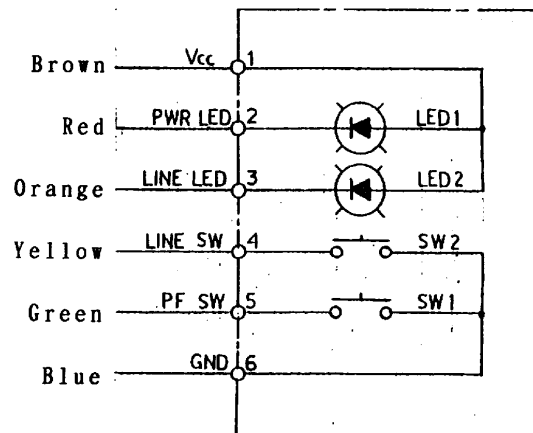 Brown Vcc 1
Red PWR LED 2 LED1
Orange LINE LED 3 LED2
Yellow LINE SW 4 SW2
Green PF SW 5 SW1
Blue GND 6